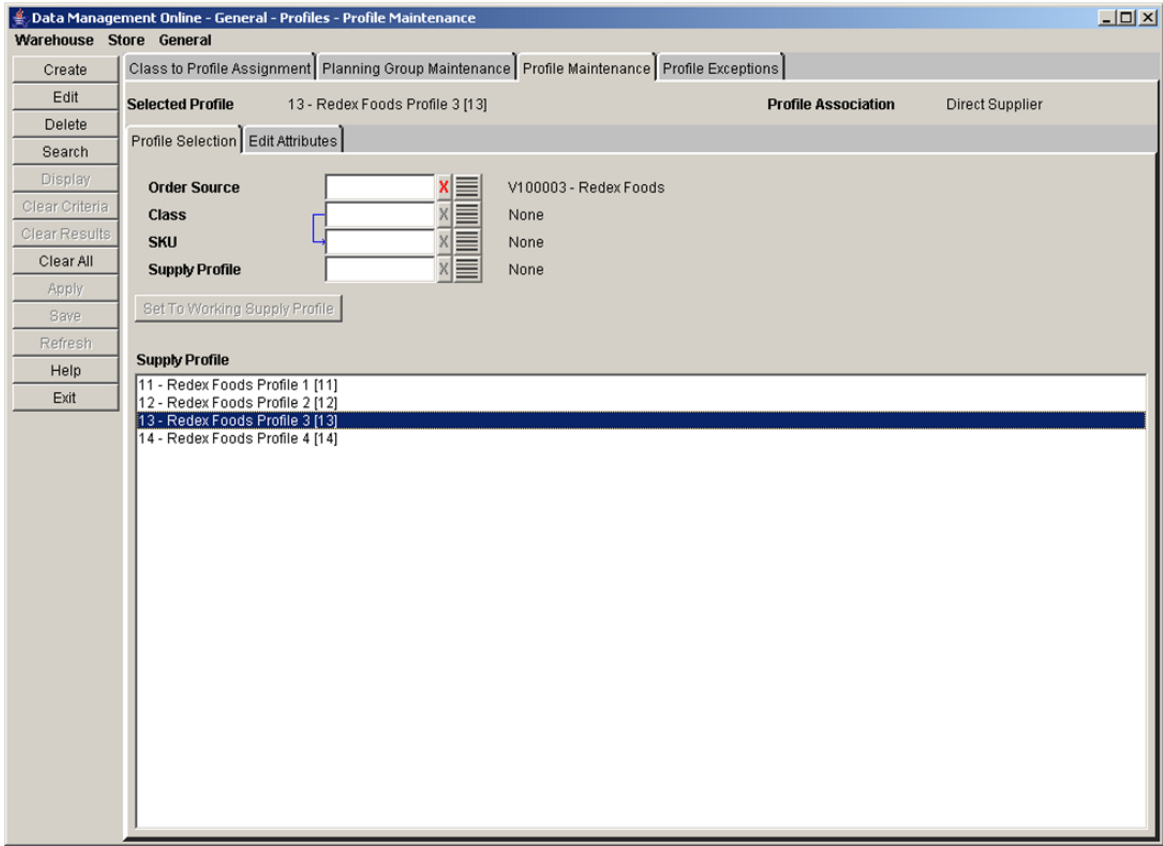 Data Management Online - General - Profiles - Profile Maintenance
Warehouse Store General
Create
Edit
Delete
Search
Display
Clear Criteria
Clear Results
Clear All
Apply
Save
Refresh
Help
Exit
Class to Profile Assignment Planning Group Maintenance Profile Maintenance Profile Exceptions
Selected Profile 13 - Redex Foods Profile 3 [13] Profile Association Direct Supplier
Profile Selection Edit Attributes
Order Source X V100003 - Redex Foods
Class X None
SKU X None
Supply Profile X None
Set To Working Supply Profile
Supply Profile
11 - Redex Foods Profile 1 [11]
12 - Redex Foods Profile 2 [12]
13 - Redex Foods Profile 3 [13]
14 - Redex Foods Profile 4 [14]